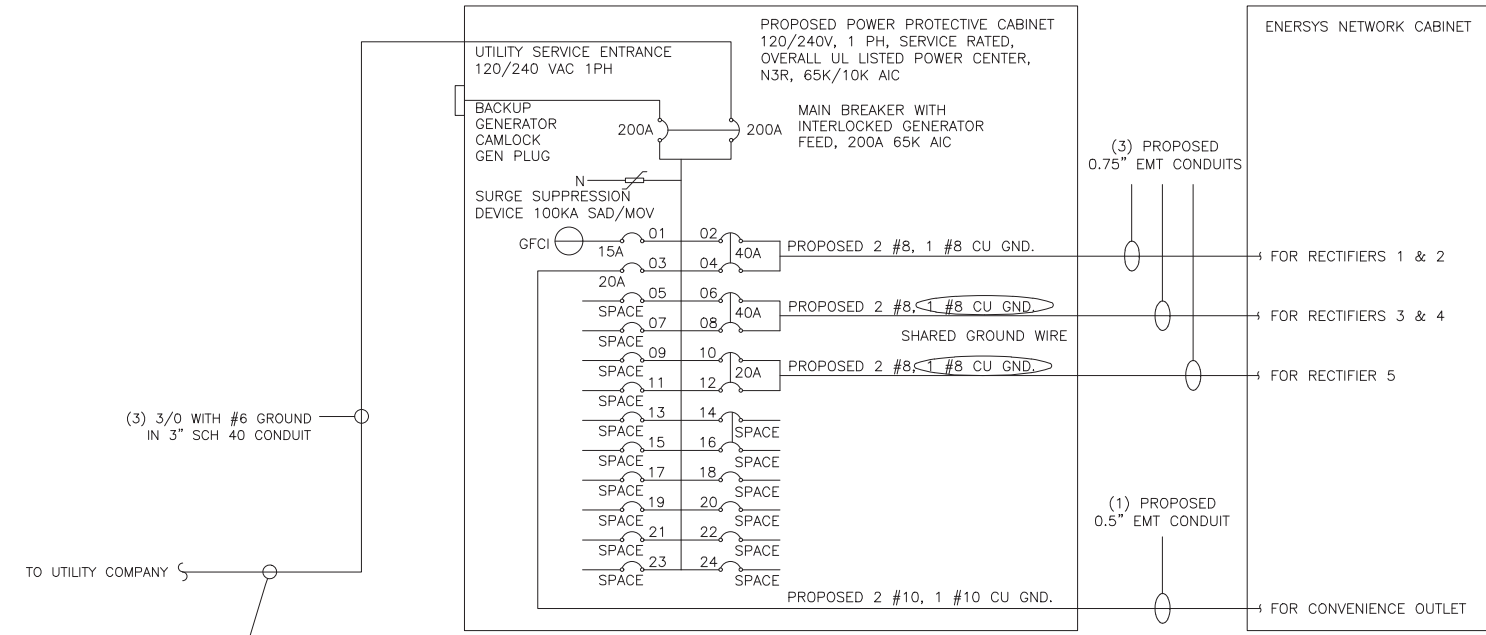 PROPOSED POWER PROTECTIVE CABINET
120/240V, 1 PH, SERVICE RATED,
OVERALL UL LISTED POWER CENTER,
N3R, 65K/10K AIC
ENERSYS NETWORK CABINET
UTILITY SERVICE ENTRANCE
120/240 VAC 1PH
BACKUP
GENERATOR
CAMLOCK
GEN PLUG
200A
200A
MAIN BREAKER WITH
INTERLOCKED GENERATOR
FEED, 200A 65K AIC
(3) PROPOSED
0.75" EMT CONDUITS
N
SURGE SUPPRESSION
DEVICE 100KA SAD/MOV
GFCI
15A
01
02
40A
PROPOSED 2 #8, 1 #8 CU GND.
FOR RECTIFIERS 1 & 2
20A
03
04
SPACE
05
06
40A
PROPOSED 2 #8, 1 #8 CU GND.
FOR RECTIFIERS 3 & 4
SPACE
07
08
SHARED GROUND WIRE
SPACE
09
10
20A
PROPOSED 2 #8, 1 #8 CU GND.
FOR RECTIFIER 5
SPACE
11
12
SPACE
13
14
SPACE
SPACE
15
16
SPACE
SPACE
17
18
SPACE
SPACE
19
20
SPACE
SPACE
21
22
SPACE
SPACE
23
24
SPACE
(3) 3/0 WITH #6 GROUND
IN 3" SCH 40 CONDUIT
TO UTILITY COMPANY
(1) PROPOSED
0.5" EMT CONDUIT
PROPOSED 2 #10, 1 #10 CU GND.
FOR CONVENIENCE OUTLET